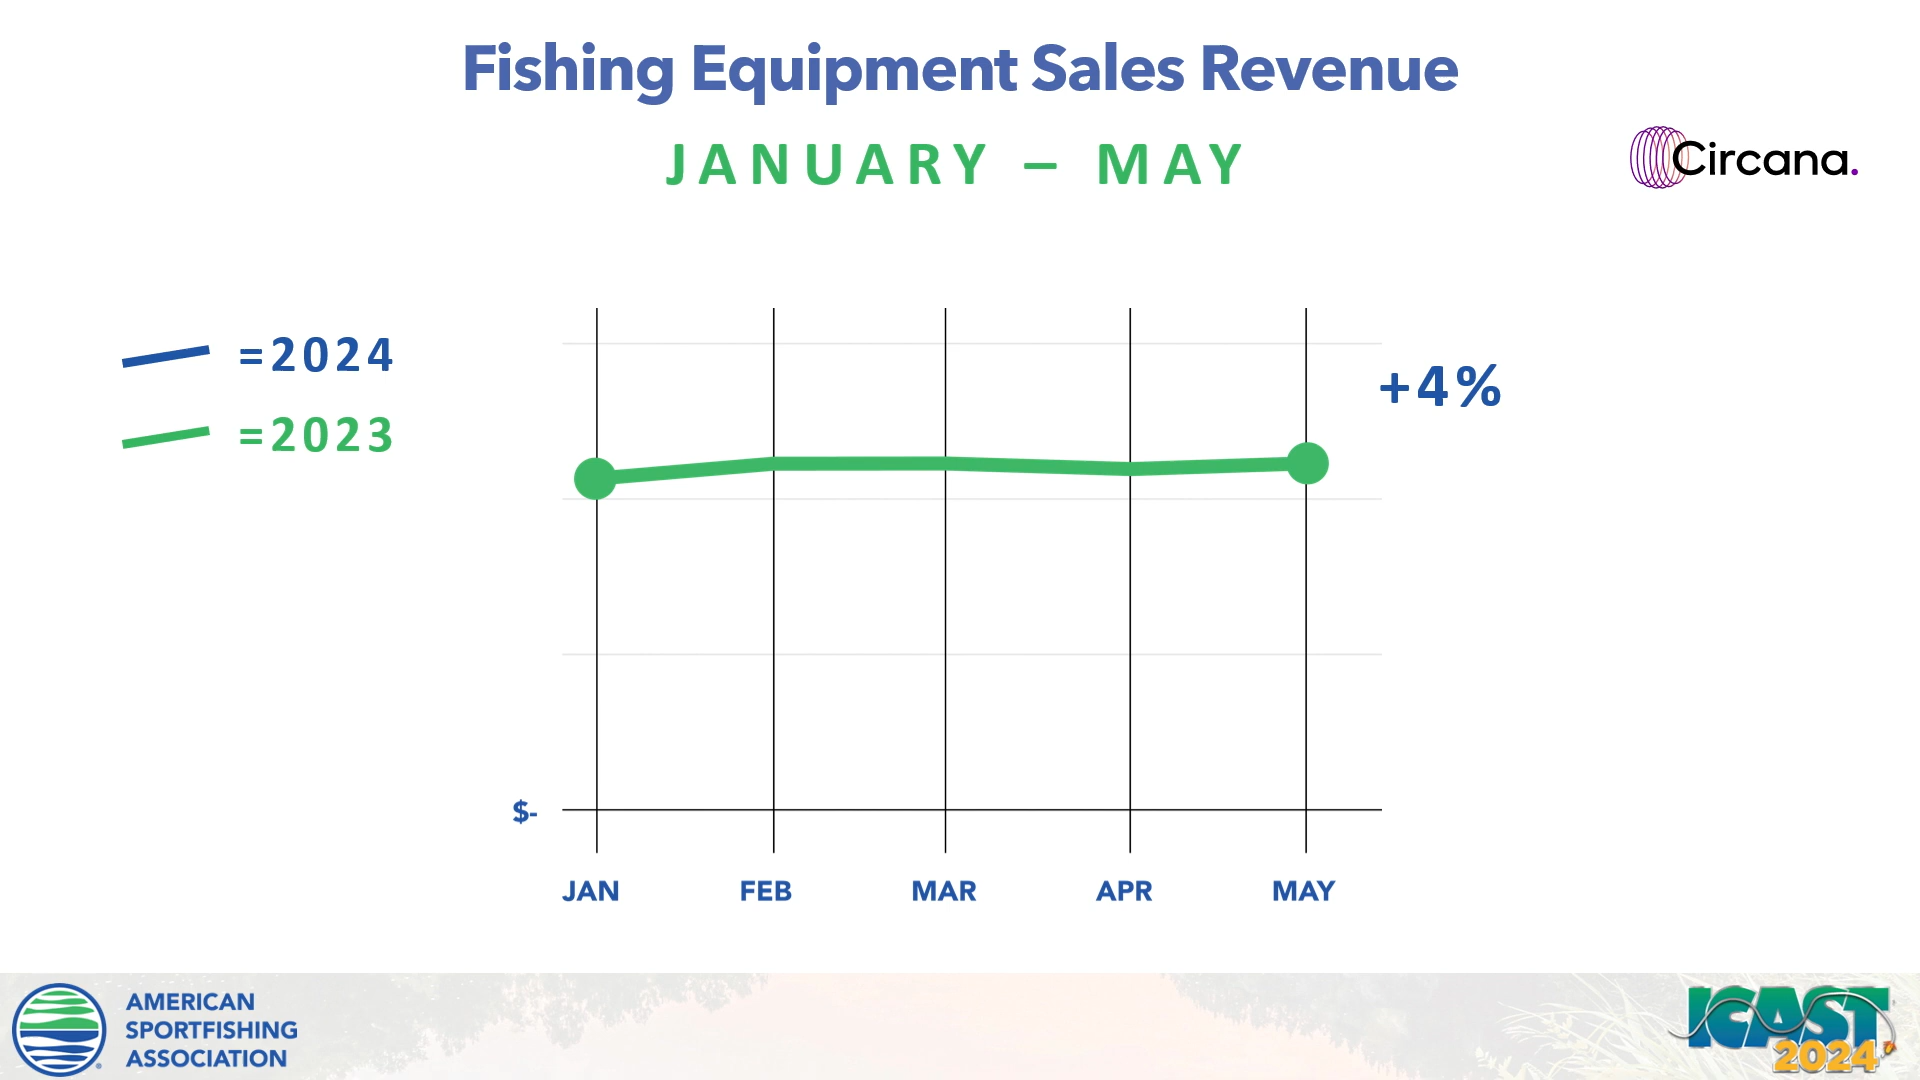 Fishing Equipment Sales Revenue
JANUARY – MAY
Circana.
=2024
=2023
+4%
$-
JAN FEB MAR APR MAY
AMERICAN
SPORTFISHING
ASSOCIATION
ICAST
2024